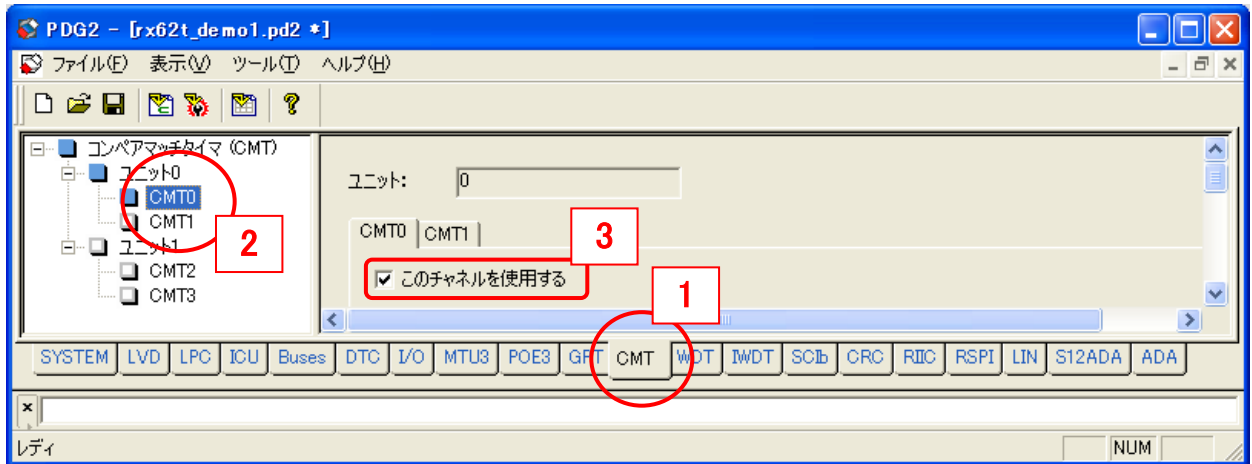 PDG2 - [rx62t_demo1.pd2 *]
ファイル(F) 表示(V) ツール(T) ヘルプ(H)
コンペアマッチタイマ (CMT)
ユニット0
CMT0
CMT1
ユニット1
CMT2
CMT3
2
ユニット: 0
CMT0 CMT1
3
このチャネルを使用する
1
SYSTEM LVD LPC ICU Buses DTC I/O MTU3 POE3 GPT CMT WDT IWDT SCIb CRC RIIC RSPI LIN S12ADA ADA
レディ NUM